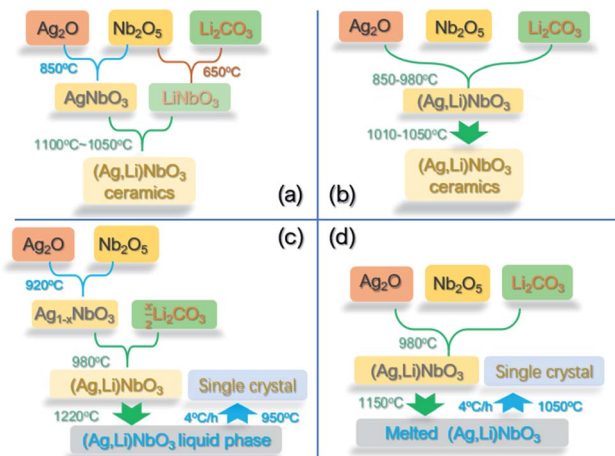 Ag₂O Nb₂O₅ Li₂CO₃
850ºC 650ºC
AgNbO₃ LiNbO₃
1100ºC~1050ºC
(Ag,Li)NbO₃
ceramics
(a)
Ag₂O Nb₂O₅ Li₂CO₃
850-980ºC
(Ag,Li)NbO₃
1010-1050ºC
(Ag,Li)NbO₃
ceramics
(b)
(c)
Ag₂O Nb₂O₅
920ºC
Ag₁₋ₓNbO₃ x/2 Li₂CO₃
980ºC
(Ag,Li)NbO₃ Single crystal
1220ºC 4ºC/h 950ºC
(Ag,Li)NbO₃ liquid phase
(d)
Ag₂O Nb₂O₅ Li₂CO₃
980ºC
(Ag,Li)NbO₃ Single crystal
1150ºC 4ºC/h 1050ºC
Melted (Ag,Li)NbO₃